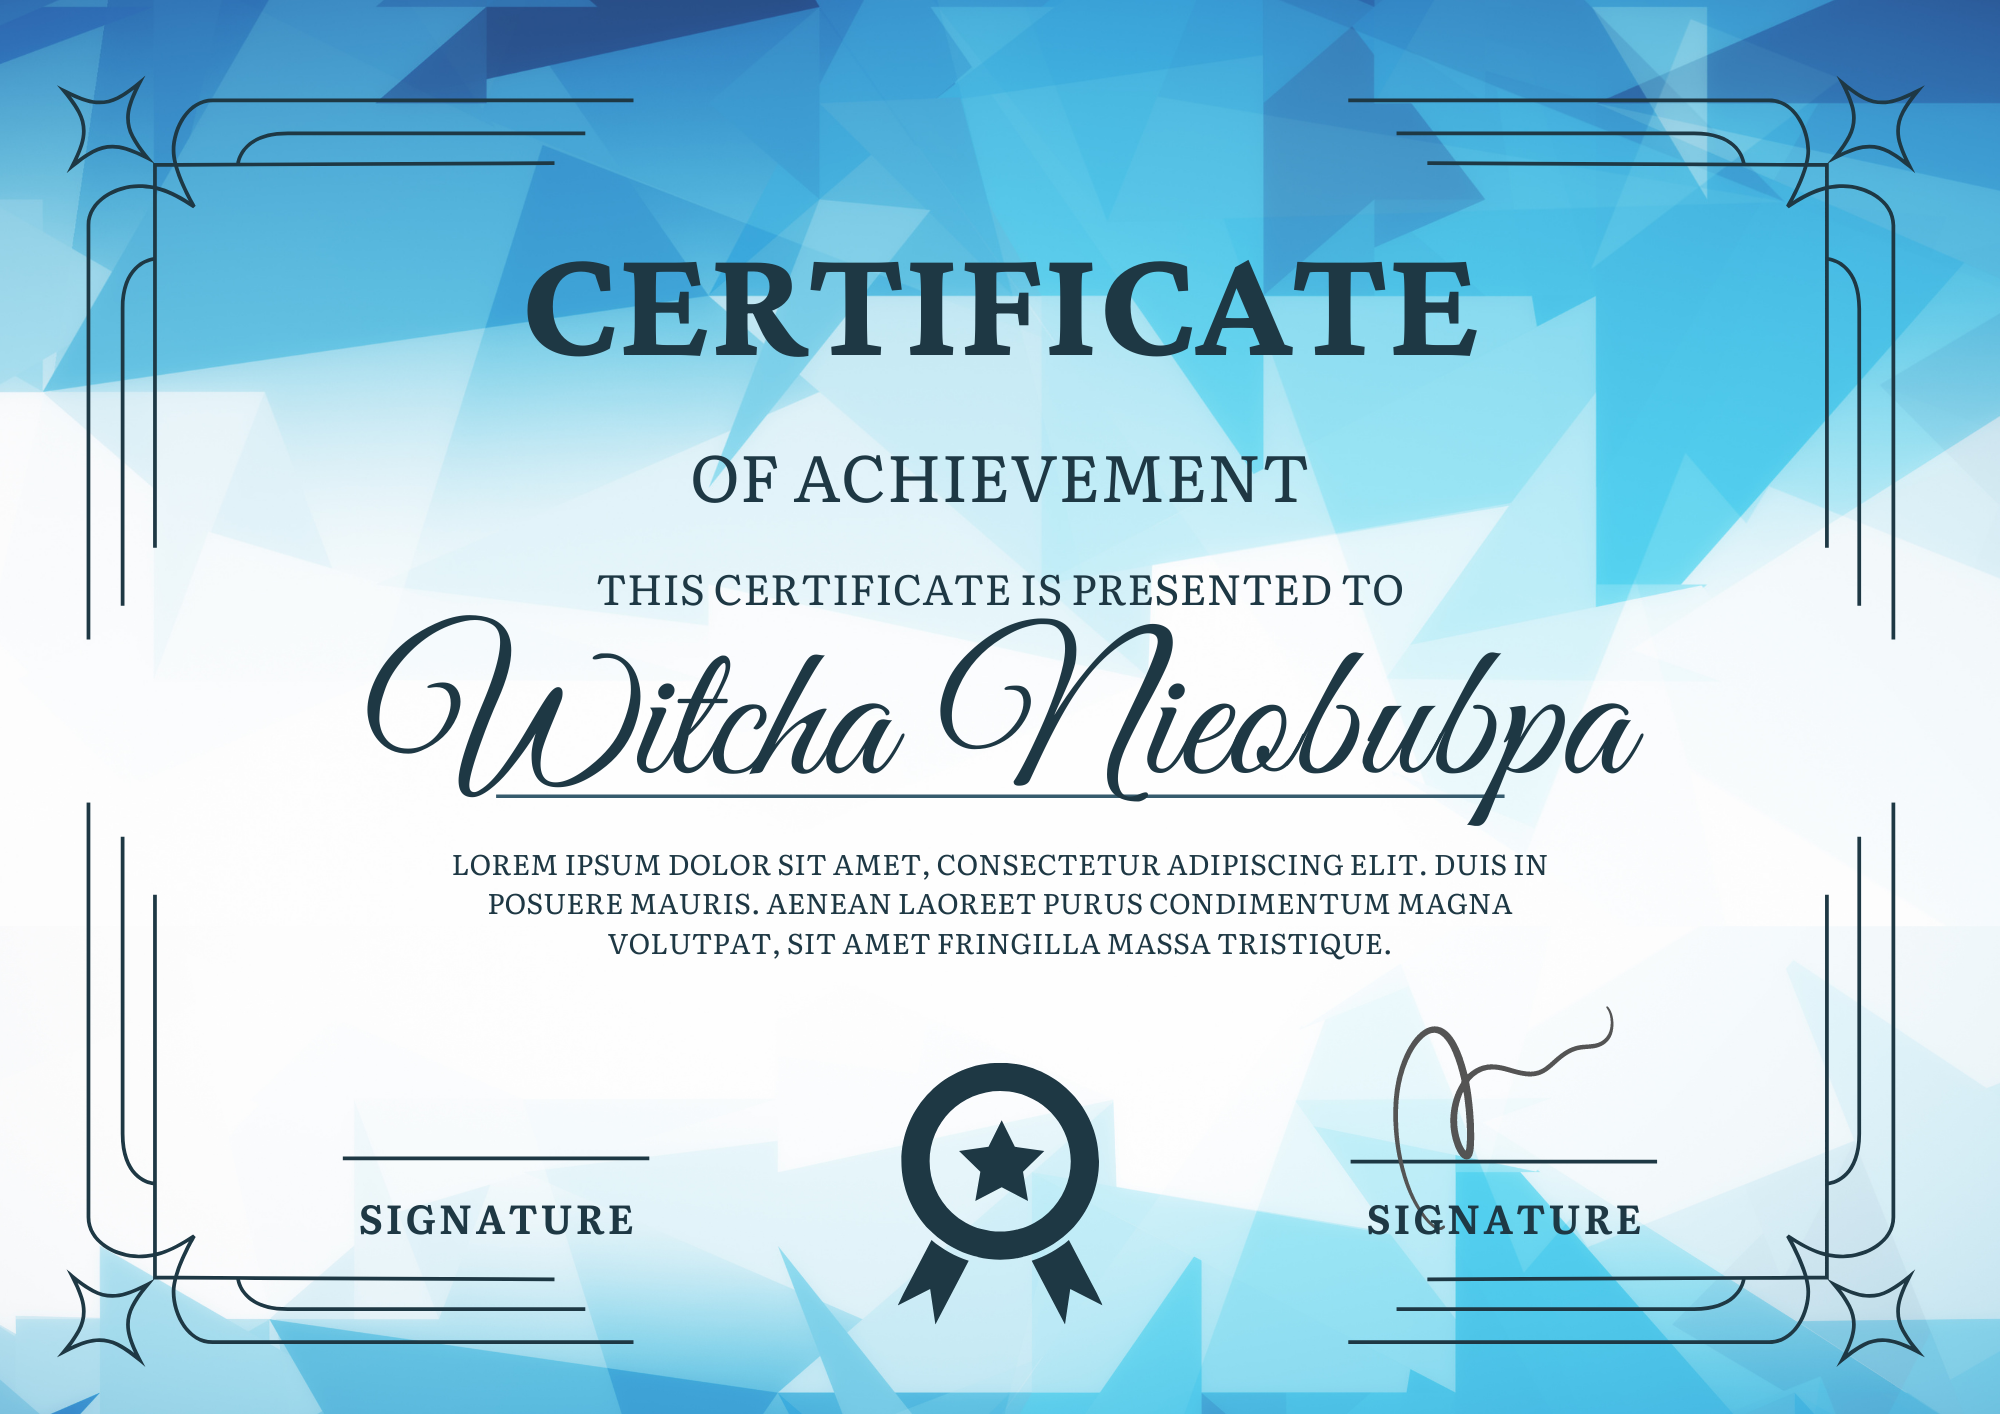 CERTIFICATE
OF ACHIEVEMENT
THIS CERTIFICATE IS PRESENTED TO
Witcha Nieobubpa
LOREM IPSUM DOLOR SIT AMET, CONSECTETUR ADIPISCING ELIT. DUIS IN
POSUERE MAURIS. AENEAN LAOREET PURUS CONDIMENTUM MAGNA
VOLUTPAT, SIT AMET FRINGILLA MASSA TRISTIQUE.
SIGNATURE
SIGNATURE